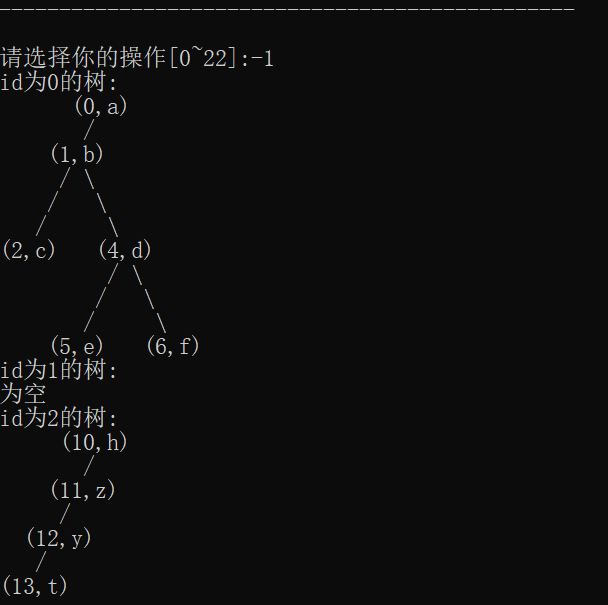 ------------------------------------------------
请选择你的操作[0~22]:-1
id为0的树:
      (0,a)
       /
    (1,b)
     / \
    /   \
   /     \
(2,c)   (4,d)
         / \
        /   \
       /     \
    (5,e)   (6,f)
id为1的树:
为空
id为2的树:
     (10,h)
       /
    (11,z)
     /
  (12,y)
   /
(13,t)